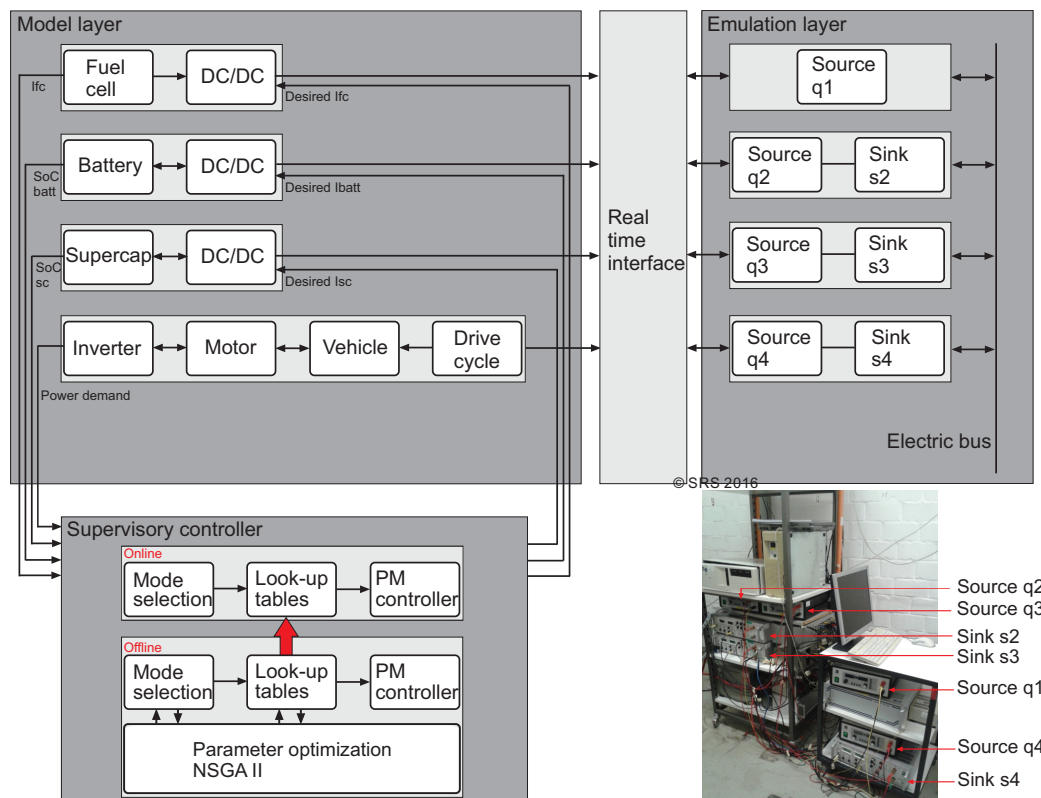 Model layer
Fuel
cell
DC/DC
Ifc
Desired Ifc
Battery
DC/DC
SoC
batt
Desired Ibatt
Supercap
DC/DC
SoC
sc
Desired Isc
Inverter
Motor
Vehicle
Drive
cycle
Power demand
Real
time
interface
Emulation layer
Source
q1
Source
q2
Sink
s2
Source
q3
Sink
s3
Source
q4
Sink
s4
Electric bus
© SRS 2016
Supervisory controller
Online
Mode
selection
Look-up
tables
PM
controller
Offline
Mode
selection
Look-up
tables
PM
controller
Parameter optimization
NSGA II
Source q2
Source q3
Sink s2
Sink s3
Source q1
Source q4
Sink s4